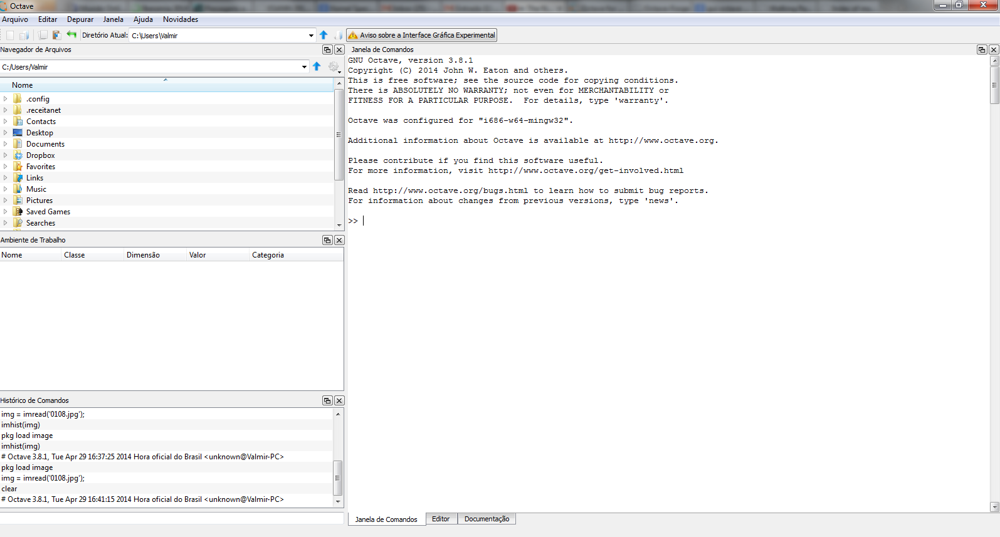 Octave
Arquivo Editar Depurar Janela Ajuda Novidades
Diretório Atual: C:\Users\Valmir Aviso sobre a Interface Gráfica Experimental
Navegador de Arquivos
C:/Users/Valmir
Nome
.config
.receitanet
Contacts
Desktop
Documents
Dropbox
Favorites
Links
Music
Pictures
Saved Games
Searches
Ambiente de Trabalho
Nome Classe Dimensão Valor Categoria
Histórico de Comandos
img = imread('0108.jpg');
imhist(img)
pkg load image
imhist(img)
# Octave 3.8.1, Tue Apr 29 16:37:25 2014 Hora oficial do Brasil <unknown@Valmir-PC>
pkg load image
img = imread('0108.jpg');
clear
# Octave 3.8.1, Tue Apr 29 16:41:15 2014 Hora oficial do Brasil <unknown@Valmir-PC>
Janela de Comandos
GNU Octave, version 3.8.1
Copyright (C) 2014 John W. Eaton and others.
This is free software; see the source code for copying conditions.
There is ABSOLUTELY NO WARRANTY; not even for MERCHANTABILITY or
FITNESS FOR A PARTICULAR PURPOSE.  For details, type 'warranty'.
Octave was configured for "i686-w64-mingw32".
Additional information about Octave is available at http://www.octave.org.
Please contribute if you find this software useful.
For more information, visit http://www.octave.org/get-involved.html
Read http://www.octave.org/bugs.html to learn how to submit bug reports.
For information about changes from previous versions, type 'news'.
>>
Janela de Comandos Editor Documentação